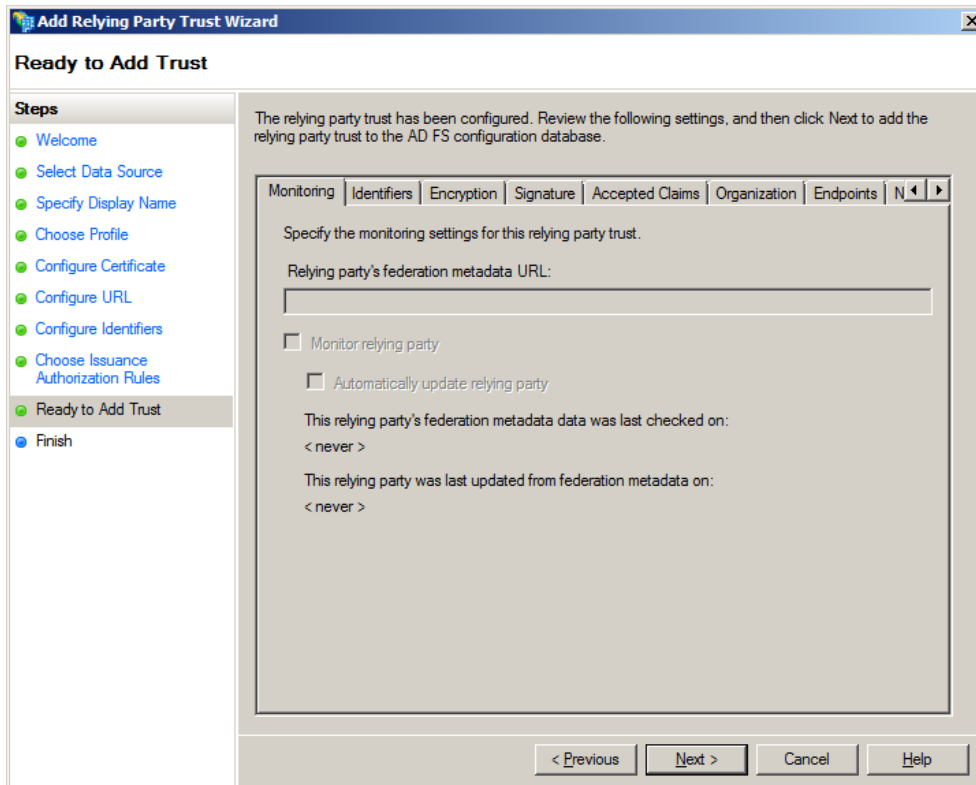 Add Relying Party Trust Wizard
Ready to Add Trust
Steps
Welcome
Select Data Source
Specify Display Name
Choose Profile
Configure Certificate
Configure URL
Configure Identifiers
Choose Issuance
Authorization Rules
Ready to Add Trust
Finish
The relying party trust has been configured. Review the following settings, and then click Next to add the
relying party trust to the AD FS configuration database.
Monitoring Identifiers Encryption Signature Accepted Claims Organization Endpoints N
Specify the monitoring settings for this relying party trust.
Relying party's federation metadata URL:
Monitor relying party
Automatically update relying party
This relying party's federation metadata data was last checked on:
< never >
This relying party was last updated from federation metadata on:
< never >
< Previous Next > Cancel Help